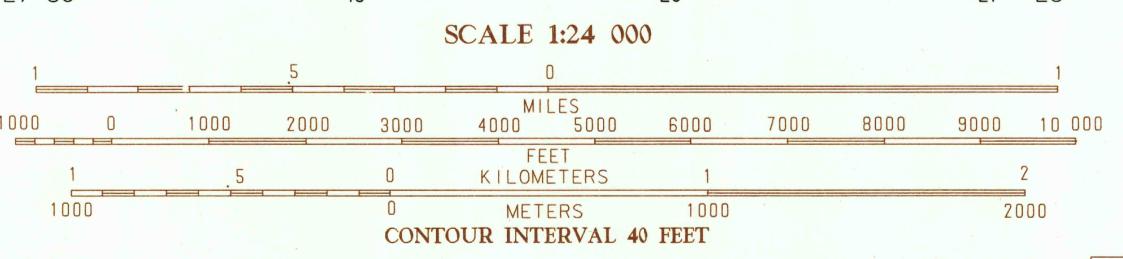 SCALE 1:24 000
1 .5 0 1
MILES
1000 0 1000 2000 3000 4000 5000 6000 7000 8000 9000 10 000
FEET
1 .5 0 KILOMETERS 1 2
1000 0 METERS 1000 2000
CONTOUR INTERVAL 40 FEET